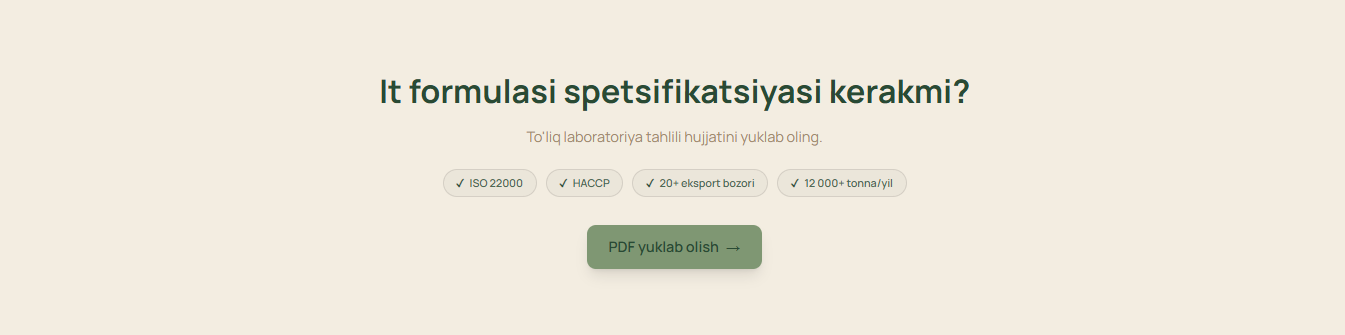 It formulasi spetsifikatsiyasi kerakmi?
To'liq laboratoriya tahlili hujjatini yuklab oling.
✓ ISO 22000 ✓ HACCP ✓ 20+ eksport bozori ✓ 12 000+ tonna/yil
PDF yuklab olish →